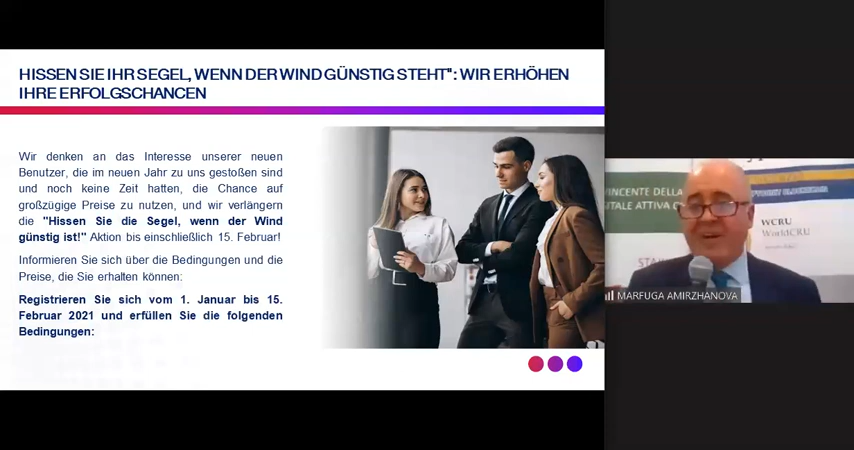 HISSEN SIE IHR SEGEL, WENN DER WIND GÜNSTIG STEHT": WIR ERHÖHEN
IHRE ERFOLGSCHANCEN
Wir denken an das Interesse unserer neuen
Benutzer, die im neuen Jahr zu uns gestoßen sind
und noch keine Zeit hatten, die Chance auf
großzügige Preise zu nutzen, und wir verlängern
die "Hissen Sie die Segel, wenn der Wind
günstig ist!" Aktion bis einschließlich 15. Februar!
Informieren Sie sich über die Bedingungen und die
Preise, die Sie erhalten können:
Registrieren Sie sich vom 1. Januar bis 15.
Februar 2021 und erfüllen Sie die folgenden
Bedingungen:
VINCENTE DELLA
ATTIVA
WCRU
WorldCRU
MARFUGA AMIRZHANOVA